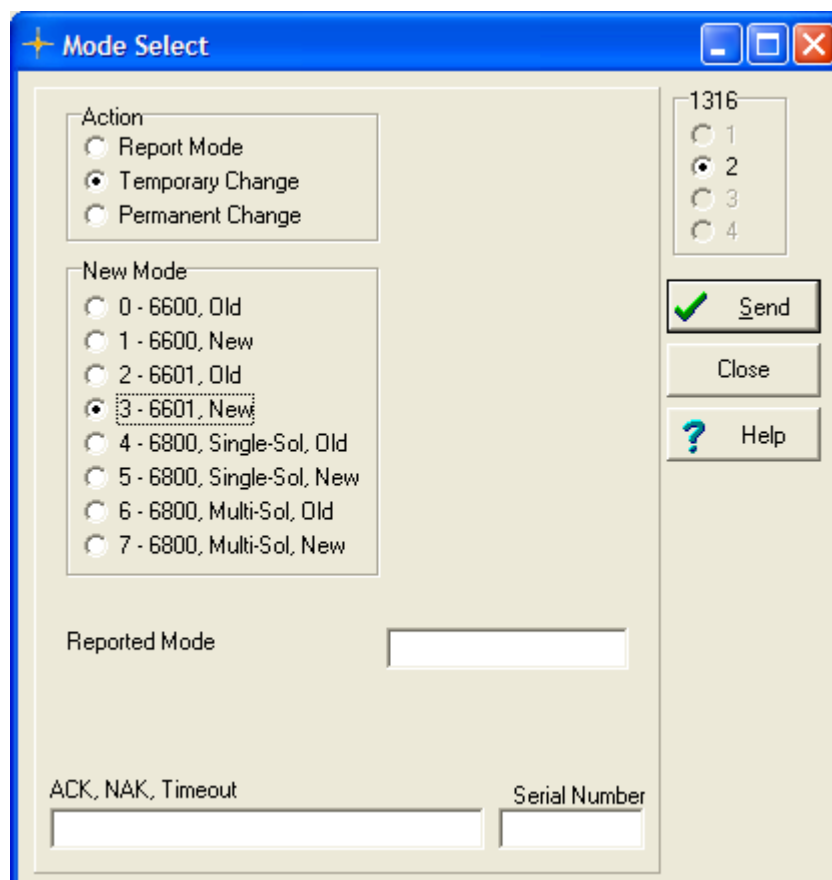 Mode Select
Action
Report Mode
Temporary Change
Permanent Change
New Mode
0 - 6600, Old
1 - 6600, New
2 - 6601, Old
3 - 6601, New
4 - 6800, Single-Sol, Old
5 - 6800, Single-Sol, New
6 - 6800, Multi-Sol, Old
7 - 6800, Multi-Sol, New
Reported Mode
ACK, NAK, Timeout
Serial Number
1316
1
2
3
4
Send
Close
? Help